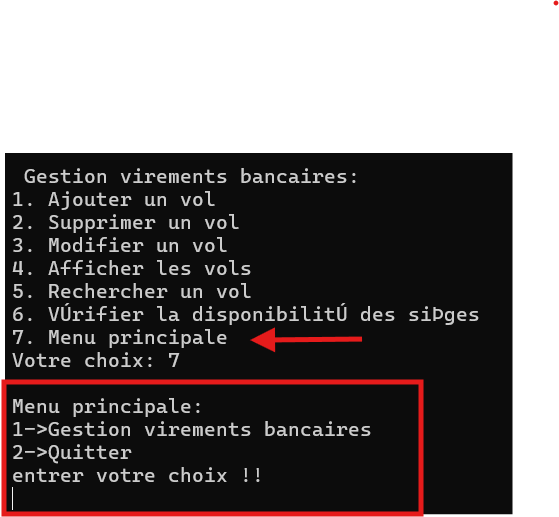 Gestion virements bancaires:
1. Ajouter un vol
2. Supprimer un vol
3. Modifier un vol
4. Afficher les vols
5. Rechercher un vol
6. VÚrifier la disponibilitÚ des siÞges
7. Menu principale
Votre choix: 7
Menu principale:
1->Gestion virements bancaires
2->Quitter
entrer votre choix !!